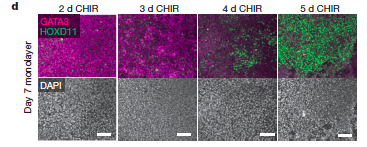 d
2 d CHIR 3 d CHIR 4 d CHIR 5 d CHIR
GATA3
HOXD11
DAPI
Day 7 monolayer